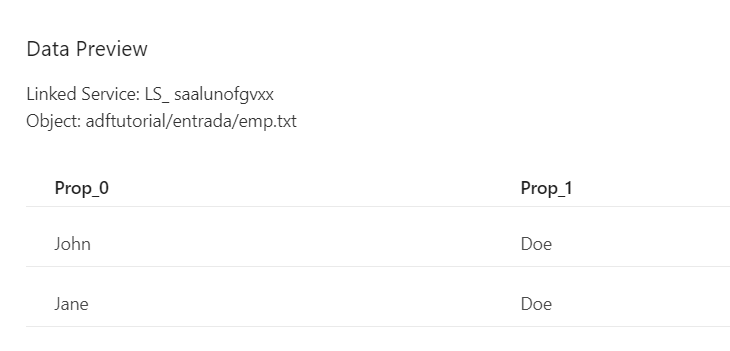 Data Preview
Linked Service: LS_ saalunofgvxx
Object: adftutorial/entrada/emp.txt
Prop_0 Prop_1
John Doe
Jane Doe